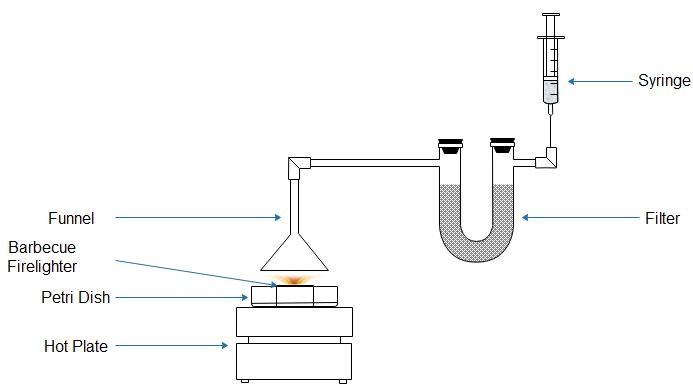 Syringe
Funnel
Filter
Barbecue
Firelighter
Petri Dish
Hot Plate